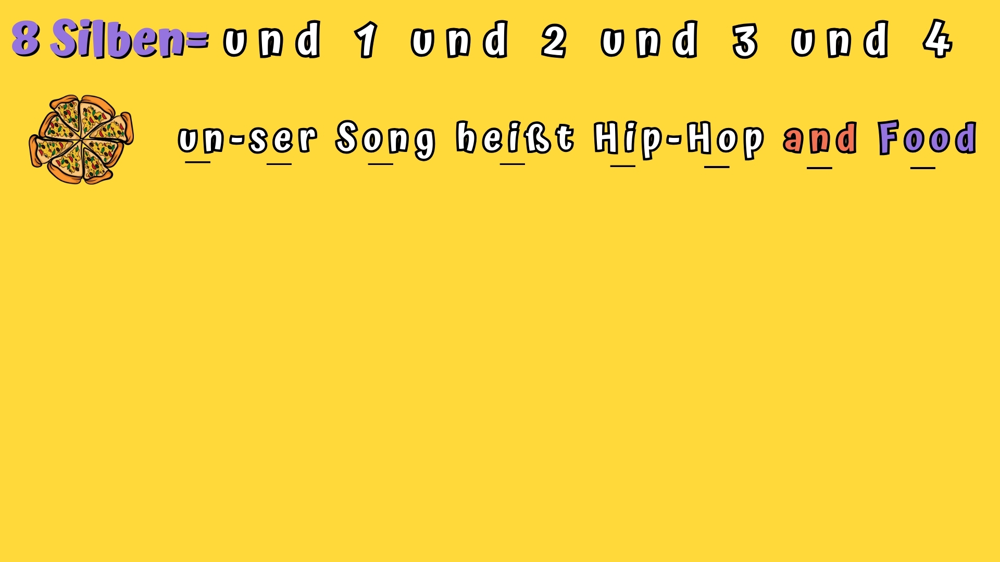 8 Silben= und 1 und 2 und 3 und 4
un-ser Song heißt Hip-Hop and Food